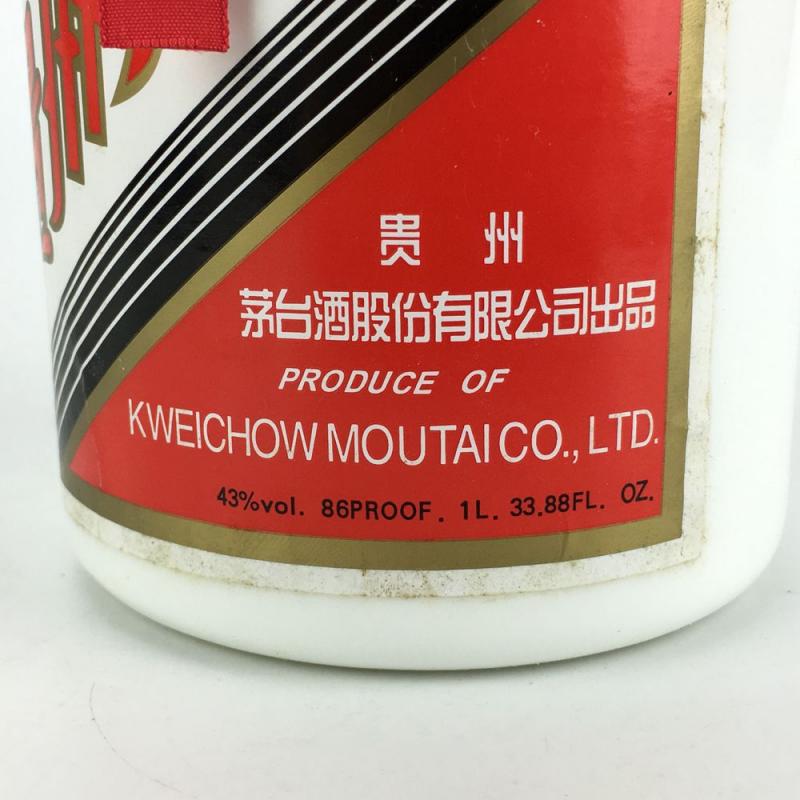 贵 州
茅台酒股份有限公司出品
PRODUCE OF
KWEICHOW MOUTAI CO., LTD.
43%vol. 86PROOF. 1L. 33.88FL. OZ.